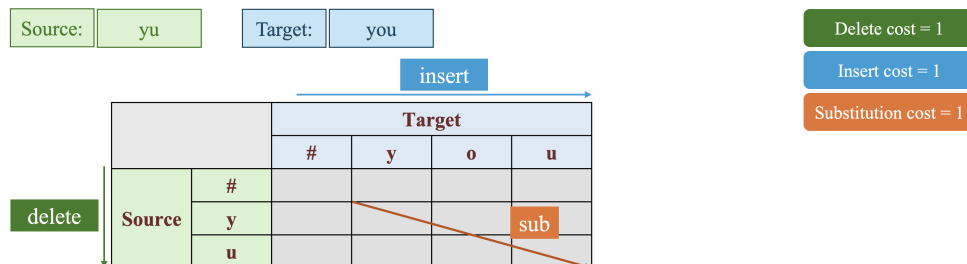 Source: yu Target: you
Delete cost = 1
Insert cost = 1
Substitution cost = 1
insert
Target
# y o u
#
delete Source y sub
u